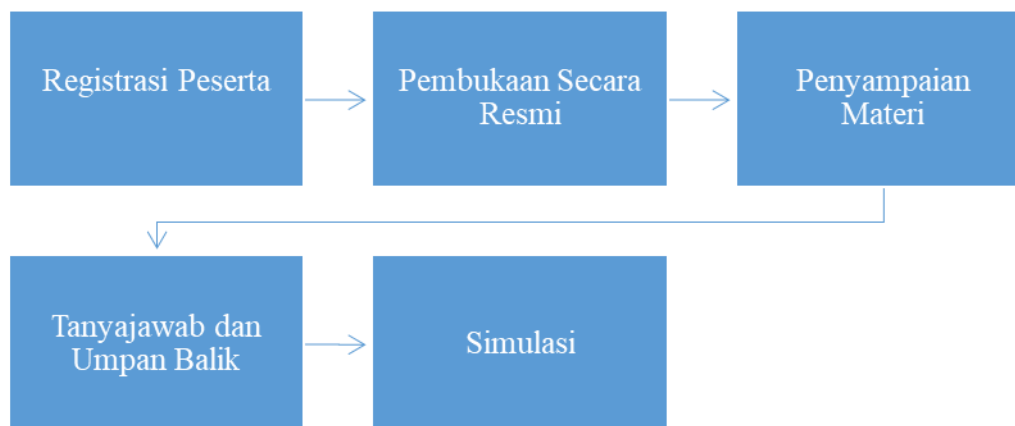 Registrasi Peserta
Pembukaan Secara
Resmi
Penyampaian
Materi
Tanyajawab dan
Umpan Balik
Simulasi